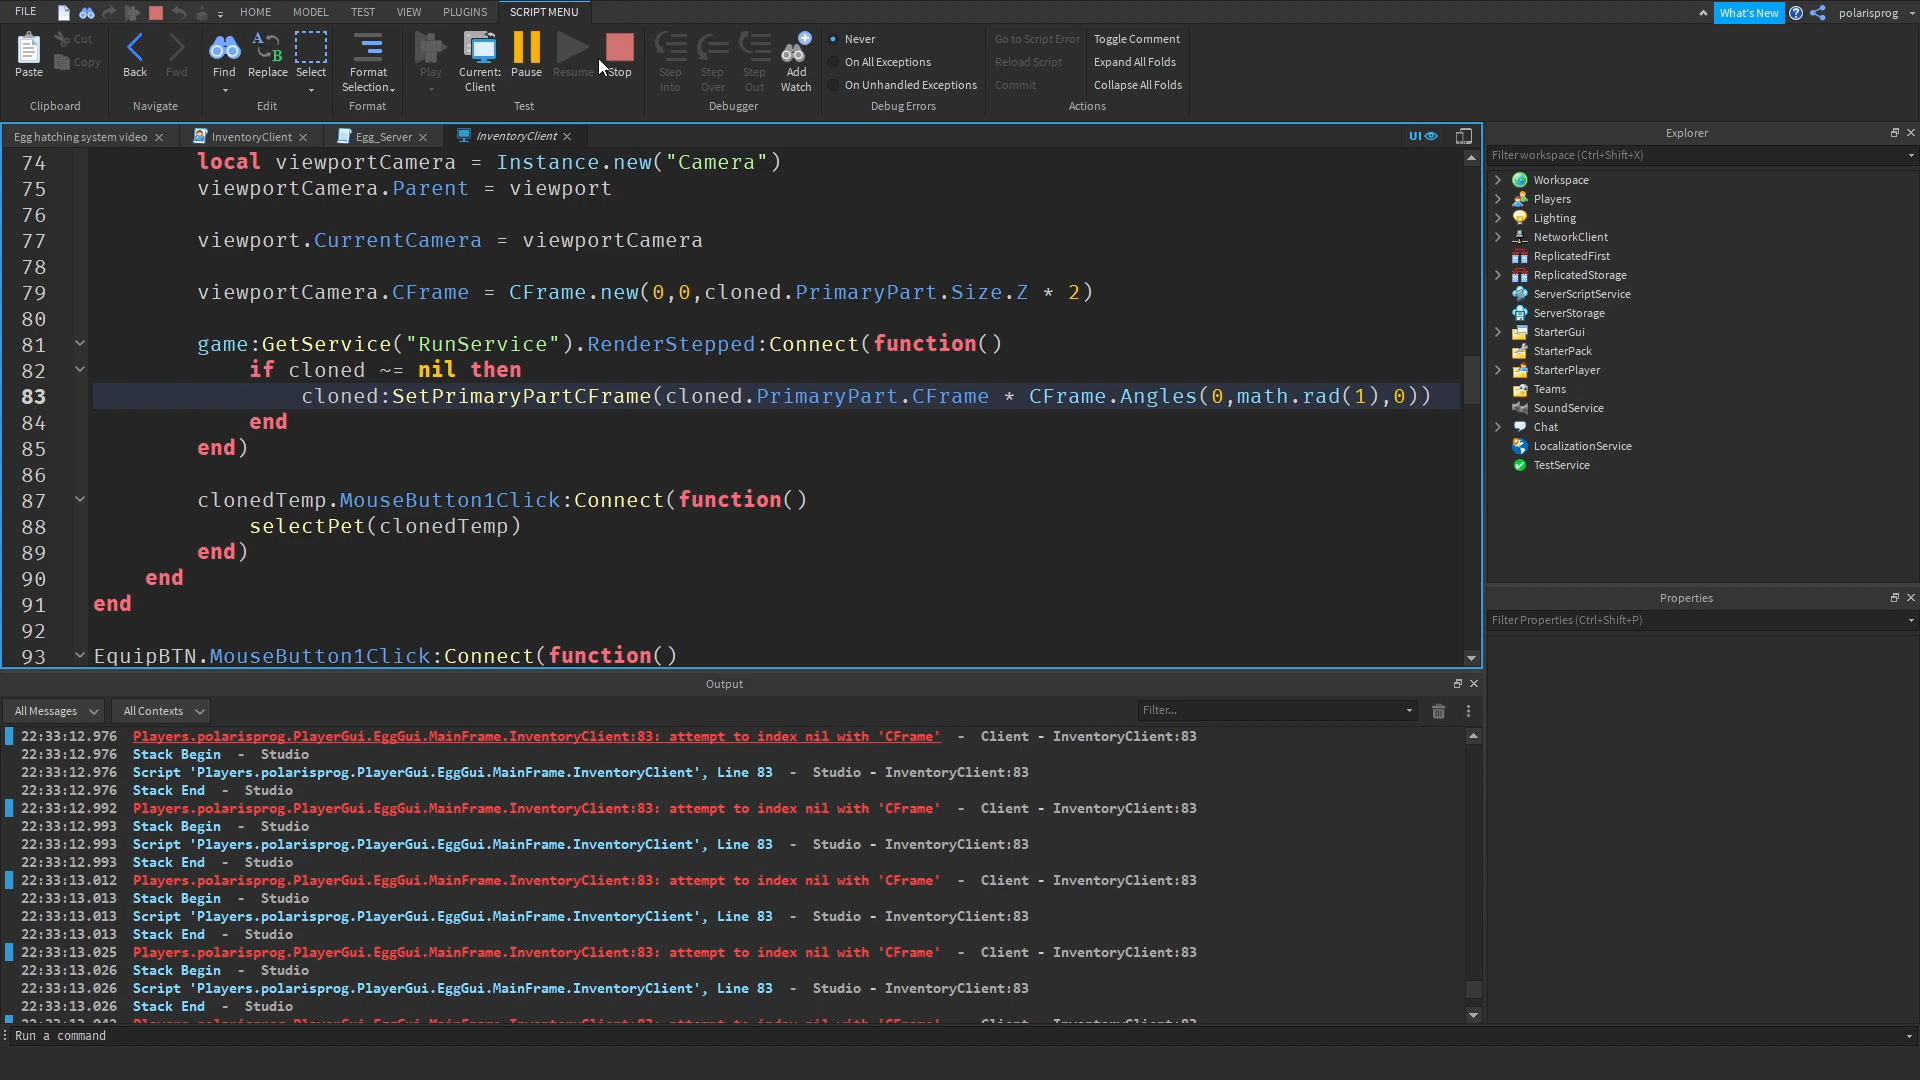 FILE HOME MODEL TEST VIEW PLUGINS SCRIPT MENU What's New polarisprog
Paste Cut Copy Back Fwd Find Replace Select Format Selection Play Current: Client Pause Resume Stop Step Into Step Over Step Out Add Watch
Never
On All Exceptions
On Unhandled Exceptions
Go to Script Error
Reload Script
Commit
Toggle Comment
Expand All Folds
Collapse All Folds
Clipboard Navigate Edit Format Test Debugger Debug Errors Actions
Egg hatching system video InventoryClient Egg_Server InventoryClient UI
74 local viewportCamera = Instance.new("Camera")
75 viewportCamera.Parent = viewport
76
77 viewport.CurrentCamera = viewportCamera
78
79 viewportCamera.CFrame = CFrame.new(0,0,cloned.PrimaryPart.Size.Z * 2)
80
81 game:GetService("RunService").RenderStepped:Connect(function()
82 if cloned ~= nil then
83 cloned:SetPrimaryPartCFrame(cloned.PrimaryPart.CFrame * CFrame.Angles(0,math.rad(1),0))
84 end
85 end)
86
87 clonedTemp.MouseButton1Click:Connect(function()
88 selectPet(clonedTemp)
89 end)
90 end
91 end
92
93 EquipBTN.MouseButton1Click:Connect(function()
Explorer
Filter workspace (Ctrl+Shift+X)
Workspace
Players
Lighting
NetworkClient
ReplicatedFirst
ReplicatedStorage
ServerScriptService
ServerStorage
StarterGui
StarterPack
StarterPlayer
Teams
SoundService
Chat
LocalizationService
TestService
Properties
Filter Properties (Ctrl+Shift+P)
Output
All Messages All Contexts Filter...
22:33:12.976 Players.polarisprog.PlayerGui.EggGui.MainFrame.InventoryClient:83: attempt to index nil with 'CFrame' - Client - InventoryClient:83
22:33:12.976 Stack Begin - Studio
22:33:12.976 Script 'Players.polarisprog.PlayerGui.EggGui.MainFrame.InventoryClient', Line 83 - Studio - InventoryClient:83
22:33:12.976 Stack End - Studio
22:33:12.992 Players.polarisprog.PlayerGui.EggGui.MainFrame.InventoryClient:83: attempt to index nil with 'CFrame' - Client - InventoryClient:83
22:33:12.993 Stack Begin - Studio
22:33:12.993 Script 'Players.polarisprog.PlayerGui.EggGui.MainFrame.InventoryClient', Line 83 - Studio - InventoryClient:83
22:33:12.993 Stack End - Studio
22:33:13.012 Players.polarisprog.PlayerGui.EggGui.MainFrame.InventoryClient:83: attempt to index nil with 'CFrame' - Client - InventoryClient:83
22:33:13.013 Stack Begin - Studio
22:33:13.013 Script 'Players.polarisprog.PlayerGui.EggGui.MainFrame.InventoryClient', Line 83 - Studio - InventoryClient:83
22:33:13.013 Stack End - Studio
22:33:13.025 Players.polarisprog.PlayerGui.EggGui.MainFrame.InventoryClient:83: attempt to index nil with 'CFrame' - Client - InventoryClient:83
22:33:13.026 Stack Begin - Studio
22:33:13.026 Script 'Players.polarisprog.PlayerGui.EggGui.MainFrame.InventoryClient', Line 83 - Studio - InventoryClient:83
22:33:13.026 Stack End - Studio
Run a command